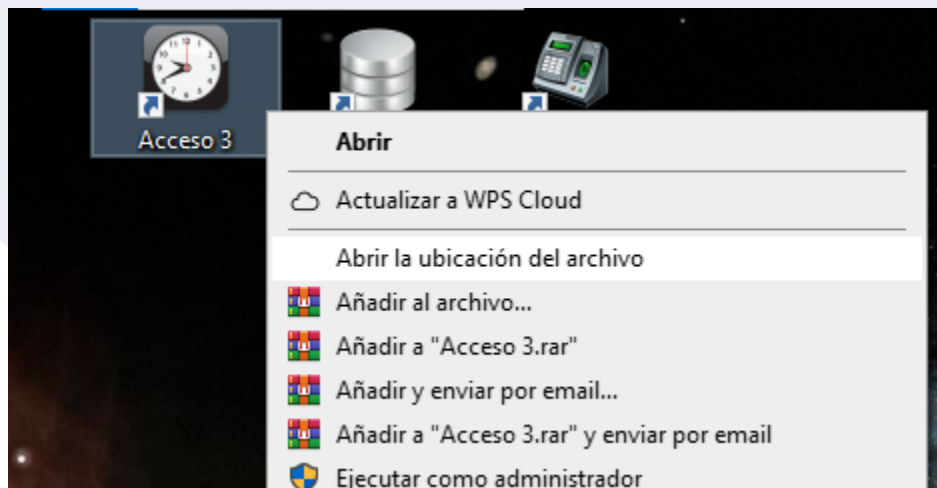 Acceso 3
Abrir
Actualizar a WPS Cloud
Abrir la ubicación del archivo
Añadir al archivo...
Añadir a "Acceso 3.rar"
Añadir y enviar por email...
Añadir a "Acceso 3.rar" y enviar por email
Ejecutar como administrador